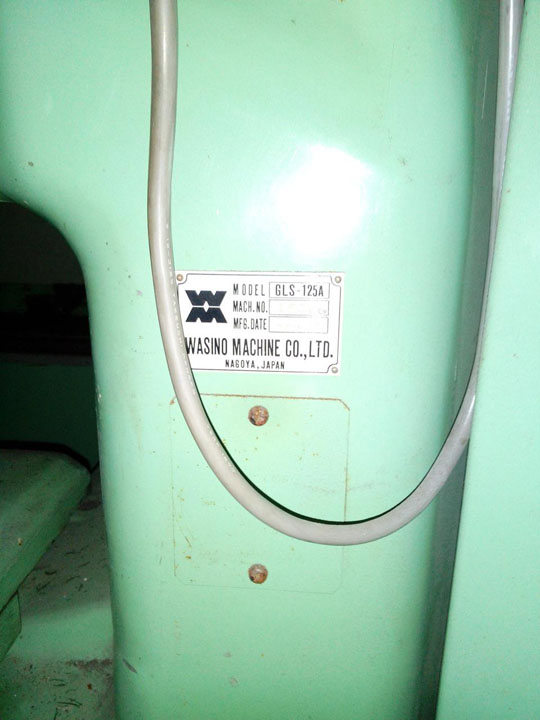 MODEL GLS-125A
MACH.NO.
MFG.DATE
WASINO MACHINE CO.,LTD.
NAGOYA, JAPAN